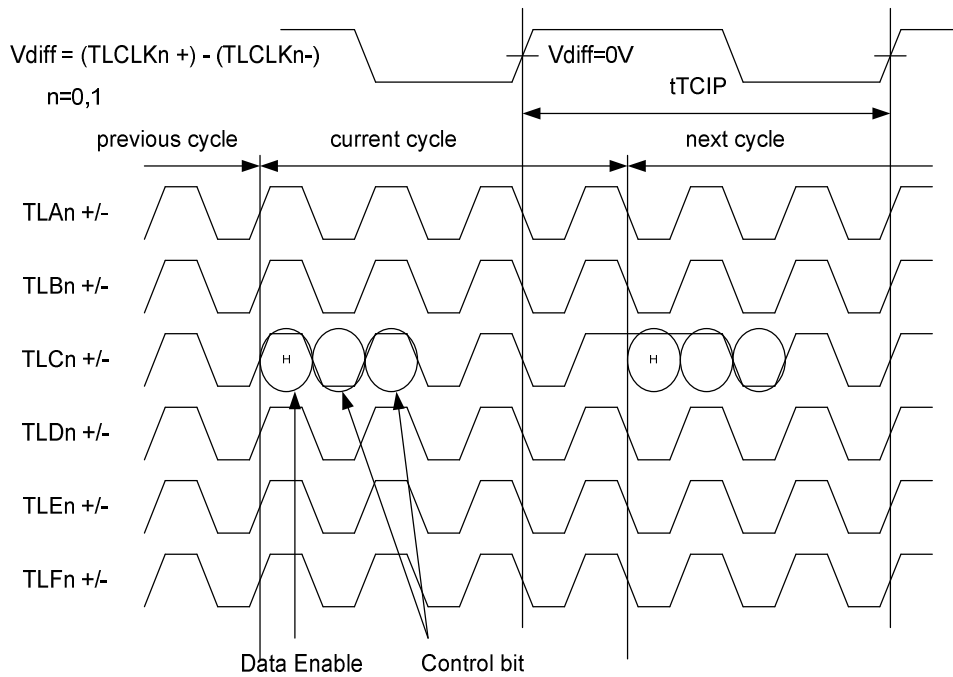 Vdiff = (TLCLKn +) - (TLCLKn-)
Vdiff=0V
n=0,1
tTCIP
previous cycle
current cycle
next cycle
TLAn +/-
TLBn +/-
TLCn +/-
H
H
TLDn +/-
TLEn +/-
TLFn +/-
Data Enable
Control bit